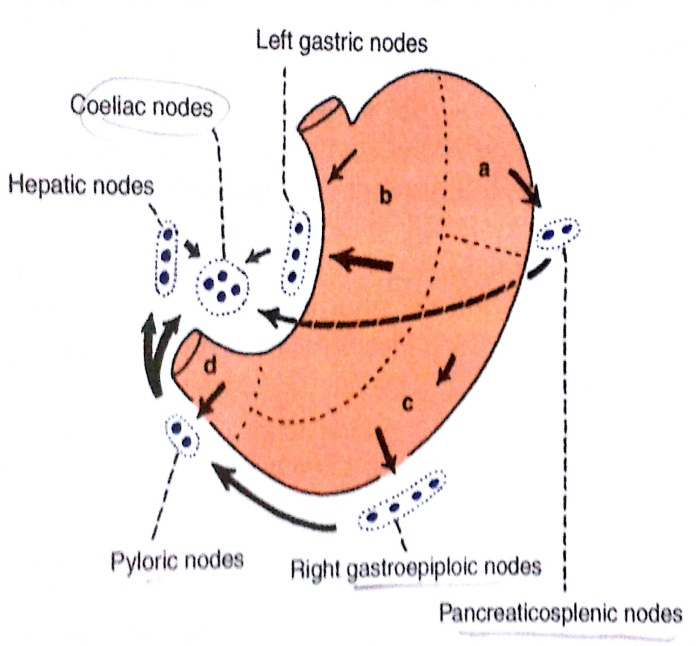 Left gastric nodes
Coeliac nodes
Hepatic nodes
a
b
d
c
Pyloric nodes
Right gastroepiploic nodes
Pancreaticosplenic nodes